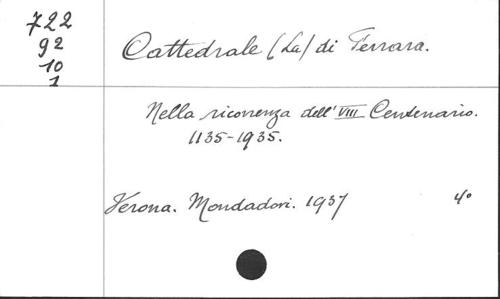 722
92
10
1
Cattedrale (La) di Ferrara.
Nella ricorrenza dell' VIII Centenario.
1135-1935.
Verona. Mondadori. 1937 4°